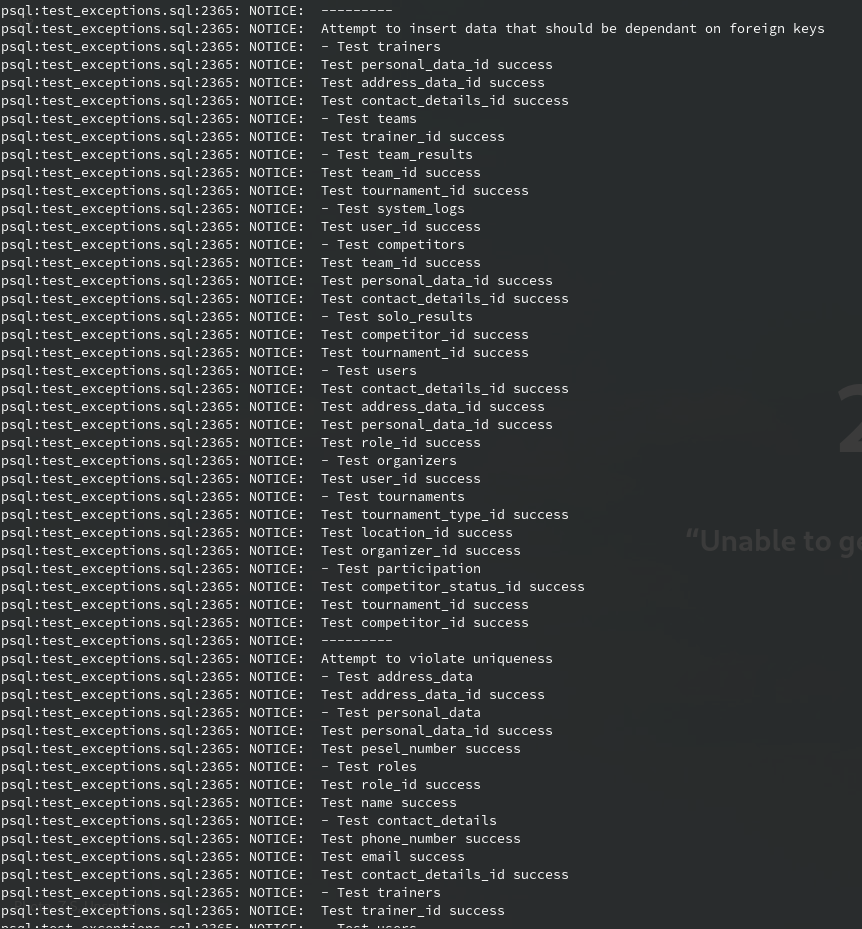 psql:test_exceptions.sql:2365: NOTICE:  ---------
psql:test_exceptions.sql:2365: NOTICE:  Attempt to insert data that should be dependant on foreign keys
psql:test_exceptions.sql:2365: NOTICE:  - Test trainers
psql:test_exceptions.sql:2365: NOTICE:  Test personal_data_id success
psql:test_exceptions.sql:2365: NOTICE:  Test address_data_id success
psql:test_exceptions.sql:2365: NOTICE:  Test contact_details_id success
psql:test_exceptions.sql:2365: NOTICE:  - Test teams
psql:test_exceptions.sql:2365: NOTICE:  Test trainer_id success
psql:test_exceptions.sql:2365: NOTICE:  - Test team_results
psql:test_exceptions.sql:2365: NOTICE:  Test team_id success
psql:test_exceptions.sql:2365: NOTICE:  Test tournament_id success
psql:test_exceptions.sql:2365: NOTICE:  - Test system_logs
psql:test_exceptions.sql:2365: NOTICE:  Test user_id success
psql:test_exceptions.sql:2365: NOTICE:  - Test competitors
psql:test_exceptions.sql:2365: NOTICE:  Test team_id success
psql:test_exceptions.sql:2365: NOTICE:  Test personal_data_id success
psql:test_exceptions.sql:2365: NOTICE:  Test contact_details_id success
psql:test_exceptions.sql:2365: NOTICE:  - Test solo_results
psql:test_exceptions.sql:2365: NOTICE:  Test competitor_id success
psql:test_exceptions.sql:2365: NOTICE:  Test tournament_id success
psql:test_exceptions.sql:2365: NOTICE:  - Test users
psql:test_exceptions.sql:2365: NOTICE:  Test contact_details_id success
psql:test_exceptions.sql:2365: NOTICE:  Test address_data_id success
psql:test_exceptions.sql:2365: NOTICE:  Test personal_data_id success
psql:test_exceptions.sql:2365: NOTICE:  Test role_id success
psql:test_exceptions.sql:2365: NOTICE:  - Test organizers
psql:test_exceptions.sql:2365: NOTICE:  Test user_id success
psql:test_exceptions.sql:2365: NOTICE:  - Test tournaments
psql:test_exceptions.sql:2365: NOTICE:  Test tournament_type_id success
psql:test_exceptions.sql:2365: NOTICE:  Test location_id success
psql:test_exceptions.sql:2365: NOTICE:  Test organizer_id success
psql:test_exceptions.sql:2365: NOTICE:  - Test participation
psql:test_exceptions.sql:2365: NOTICE:  Test competitor_status_id success
psql:test_exceptions.sql:2365: NOTICE:  Test tournament_id success
psql:test_exceptions.sql:2365: NOTICE:  Test competitor_id success
psql:test_exceptions.sql:2365: NOTICE:  ---------
psql:test_exceptions.sql:2365: NOTICE:  Attempt to violate uniqueness
psql:test_exceptions.sql:2365: NOTICE:  - Test address_data
psql:test_exceptions.sql:2365: NOTICE:  Test address_data_id success
psql:test_exceptions.sql:2365: NOTICE:  - Test personal_data
psql:test_exceptions.sql:2365: NOTICE:  Test personal_data_id success
psql:test_exceptions.sql:2365: NOTICE:  Test pesel_number success
psql:test_exceptions.sql:2365: NOTICE:  - Test roles
psql:test_exceptions.sql:2365: NOTICE:  Test role_id success
psql:test_exceptions.sql:2365: NOTICE:  Test name success
psql:test_exceptions.sql:2365: NOTICE:  - Test contact_details
psql:test_exceptions.sql:2365: NOTICE:  Test phone_number success
psql:test_exceptions.sql:2365: NOTICE:  Test email success
psql:test_exceptions.sql:2365: NOTICE:  Test contact_details_id success
psql:test_exceptions.sql:2365: NOTICE:  - Test trainers
psql:test_exceptions.sql:2365: NOTICE:  Test trainer_id success
psql:test_exceptions.sql:2365: NOTICE:  - Test users
2
“Unable to